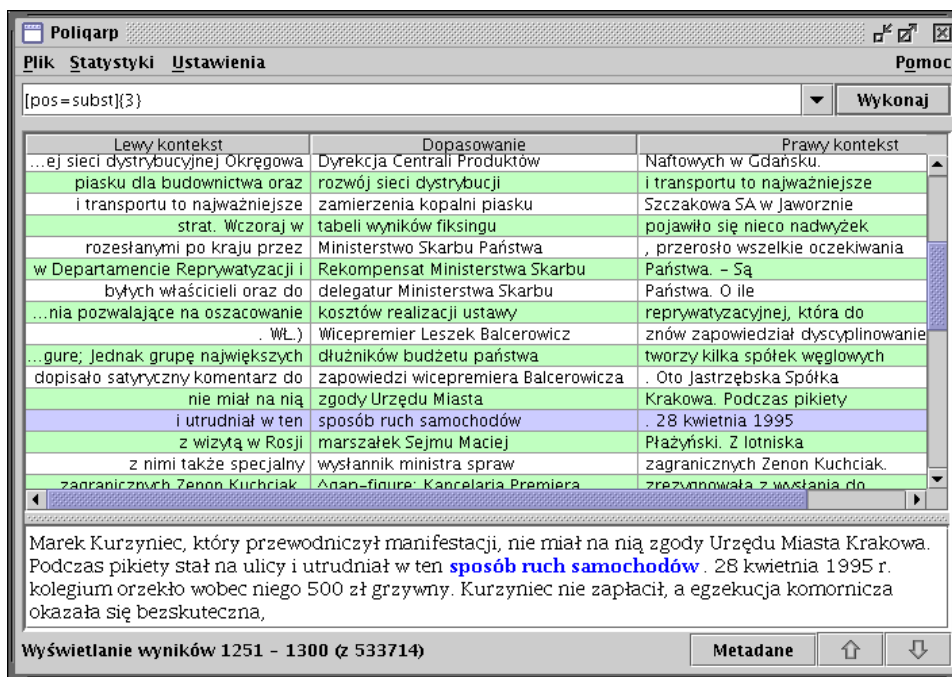 Poliqarp
Plik Statystyki Ustawienia Pomoc
[pos=subst]{3} Wykonaj
Lewy kontekst Dopasowanie Prawy kontekst
...ej sieci dystrybucyjnej Okręgowa Dyrekcja Centrali Produktów Naftowych w Gdańsku.
piasku dla budownictwa oraz rozwój sieci dystrybucji i transportu to najważniejsze
i transportu to najważniejsze zamierzenia kopalni piasku Szczakowa SA w Jaworznie
strat. Wczoraj w tabeli wyników fiksingu pojawiło się nieco nadwyżek
rozesłanymi po kraju przez Ministerstwo Skarbu Państwa , przerosło wszelkie oczekiwania
w Departamencie Reprywatyzacji i Rekompensat Ministerstwa Skarbu Państwa. – Są
byłych właścicieli oraz do delegatur Ministerstwa Skarbu Państwa. O ile
...nia pozwalające na oszacowanie kosztów realizacji ustawy reprywatyzacyjnej, która do
. WŁ.) Wicepremier Leszek Balcerowicz znów zapowiedział dyscyplinowanie
...gure; Jednak grupę największych dłużników budżetu państwa tworzy kilka spółek węglowych
dopisało satyryczny komentarz do zapowiedzi wicepremiera Balcerowicza . Oto Jastrzębska Spółka
nie miał na nią zgody Urzędu Miasta Krakowa. Podczas pikiety
i utrudniał w ten sposób ruch samochodów . 28 kwietnia 1995
z wizytą w Rosji marszałek Sejmu Maciej Płażyński. Z lotniska
z nimi także specjalny wysłannik ministra spraw zagranicznych Zenon Kuchciak.
zagranicznych Zenon Kuchciak. ^gap-figure; Kancelaria Premiera zrezygnowała z wysłania do
Marek Kurzyniec, który przewodniczył manifestacji, nie miał na nią zgody Urzędu Miasta Krakowa.
Podczas pikiety stał na ulicy i utrudniał w ten sposób ruch samochodów . 28 kwietnia 1995 r.
kolegium orzekło wobec niego 500 zł grzywny. Kurzyniec nie zapłacił, a egzekucja komornicza
okazała się bezskuteczna,
Wyświetlanie wyników 1251 – 1300 (z 533714) Metadane